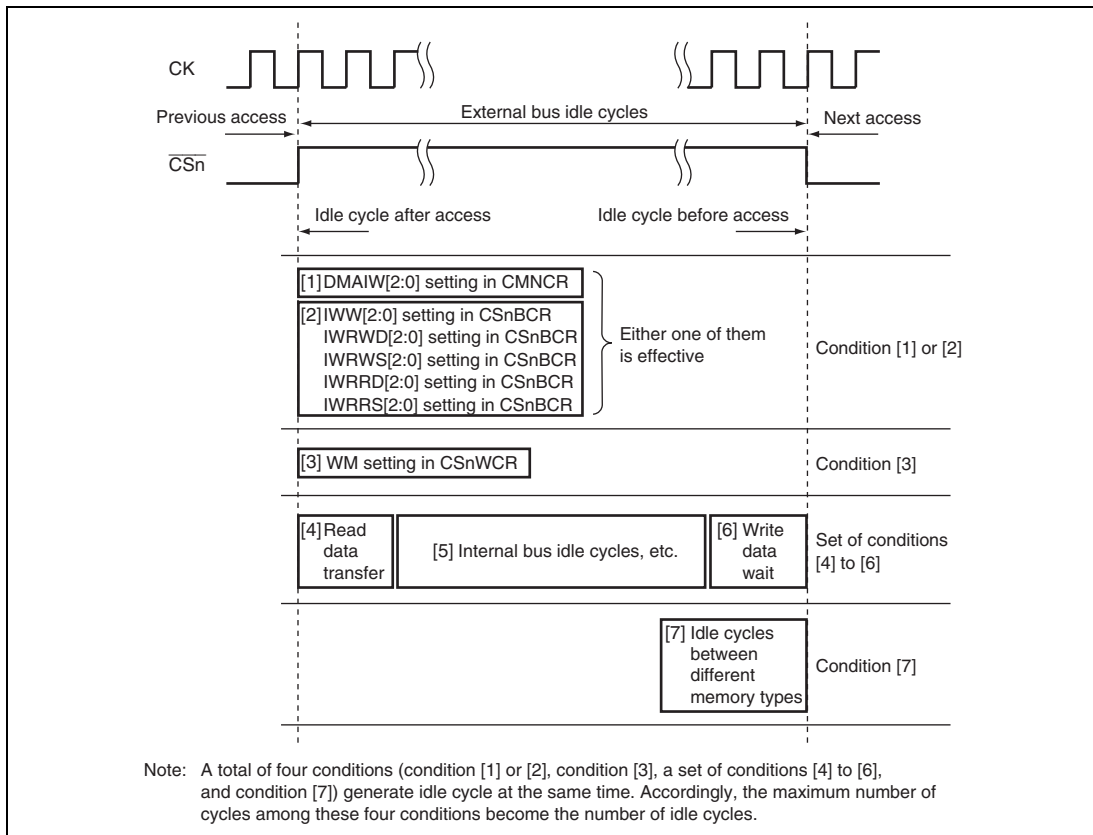 CK
Previous access
External bus idle cycles
Next access
CSn
Idle cycle after access
Idle cycle before access
[1] DMAIW[2:0] setting in CMNCR
[2] IWW[2:0] setting in CSnBCR
IWRWD[2:0] setting in CSnBCR
IWRWS[2:0] setting in CSnBCR
IWRRD[2:0] setting in CSnBCR
IWRRS[2:0] setting in CSnBCR
Either one of them
is effective
Condition [1] or [2]
[3] WM setting in CSnWCR
Condition [3]
[4] Read
data
transfer
[5] Internal bus idle cycles, etc.
[6] Write
data
wait
Set of conditions
[4] to [6]
[7] Idle cycles
between
different
memory types
Condition [7]
Note: A total of four conditions (condition [1] or [2], condition [3], a set of conditions [4] to [6],
and condition [7]) generate idle cycle at the same time. Accordingly, the maximum number of
cycles among these four conditions become the number of idle cycles.